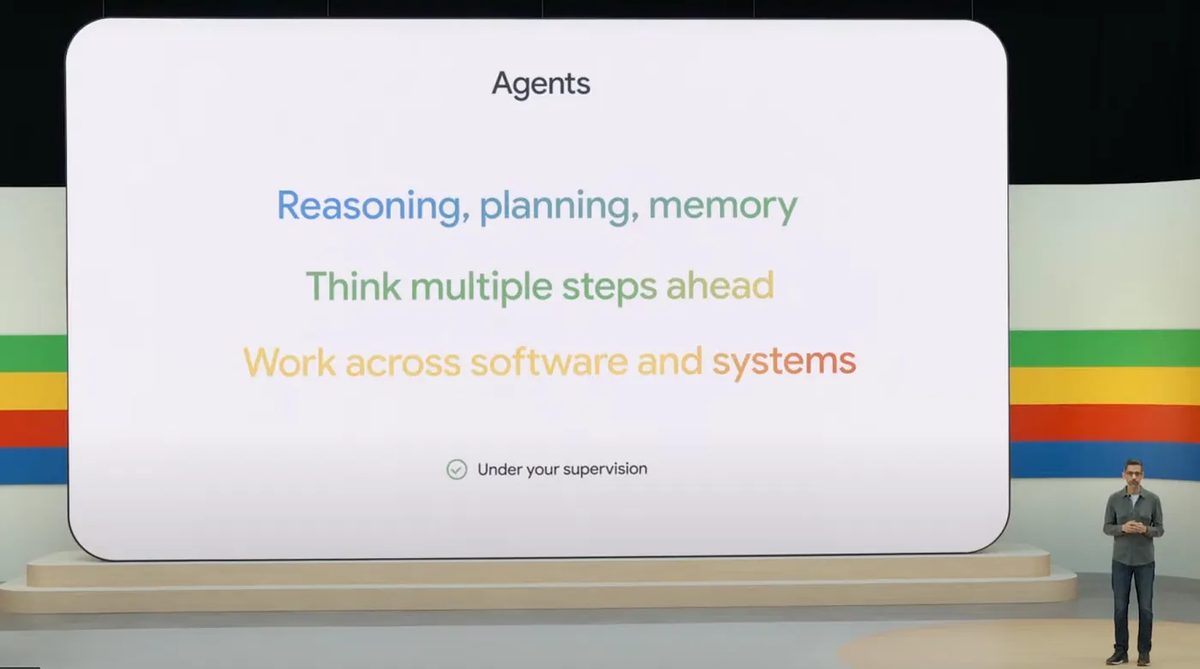 Agents
Reasoning, planning, memory
Think multiple steps ahead
Work across software and systems
Under your supervision